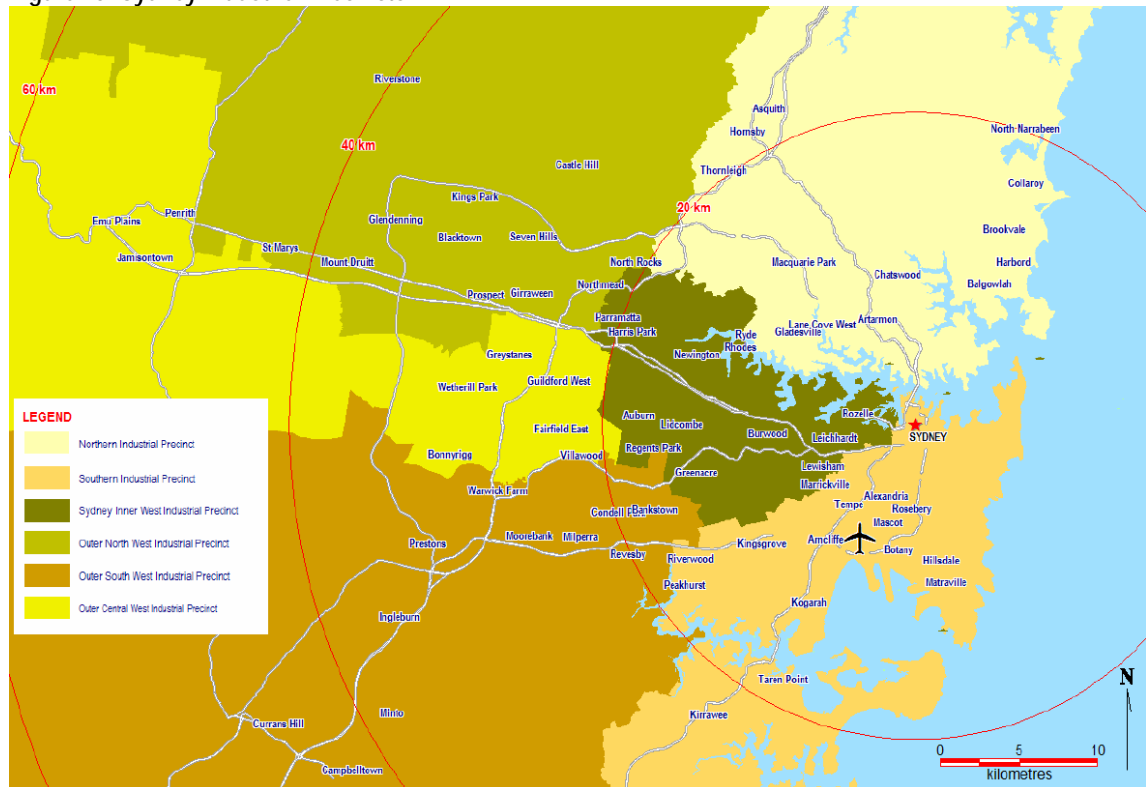 60 km
Riverstone
Asquith
Hornsby
North Narrabeen
40 km
Castle Hill
Thornleigh
Collaroy
Kings Park
20 km
Emu Plains
Penrith
Glendenning
Brookvale
Blacktown
Seven Hills
St Marys
Jamisontown
Mount Druitt
North Rocks
Macquarie Park
Harbord
Chatswood
Balgowlah
Northmead
Prospect
Girraween
Parramatta
Harris Park
Artarmon
Lane Cove West
Gladesville
Ryde
Rhodes
Newington
Greystanes
Guildford West
Wetherill Park
Auburn
Lidcombe
Rozelle
Fairfield East
Burwood
Leichhardt
SYDNEY
Regents Park
Bonnyrigg
Villawood
Greenacre
Lewisham
Marrickville
Warwick Farm
Alexandria
Tempe
Rosebery
Condell Park
Bankstown
Mascot
Moorebank
Milperra
Prestons
Kingsgrove
Arncliffe
Botany
Revesby
Riverwood
Hillsdale
Peakhurst
Matraville
Kogarah
Ingleburn
Taren Point
Minto
Kirrawee
Currans Hill
Campbelltown
LEGEND
Northern Industrial Precinct
Southern Industrial Precinct
Sydney Inner West Industrial Precinct
Outer North West Industrial Precinct
Outer South West Industrial Precinct
Outer Central West Industrial Precinct
N
0 5 10
kilometres